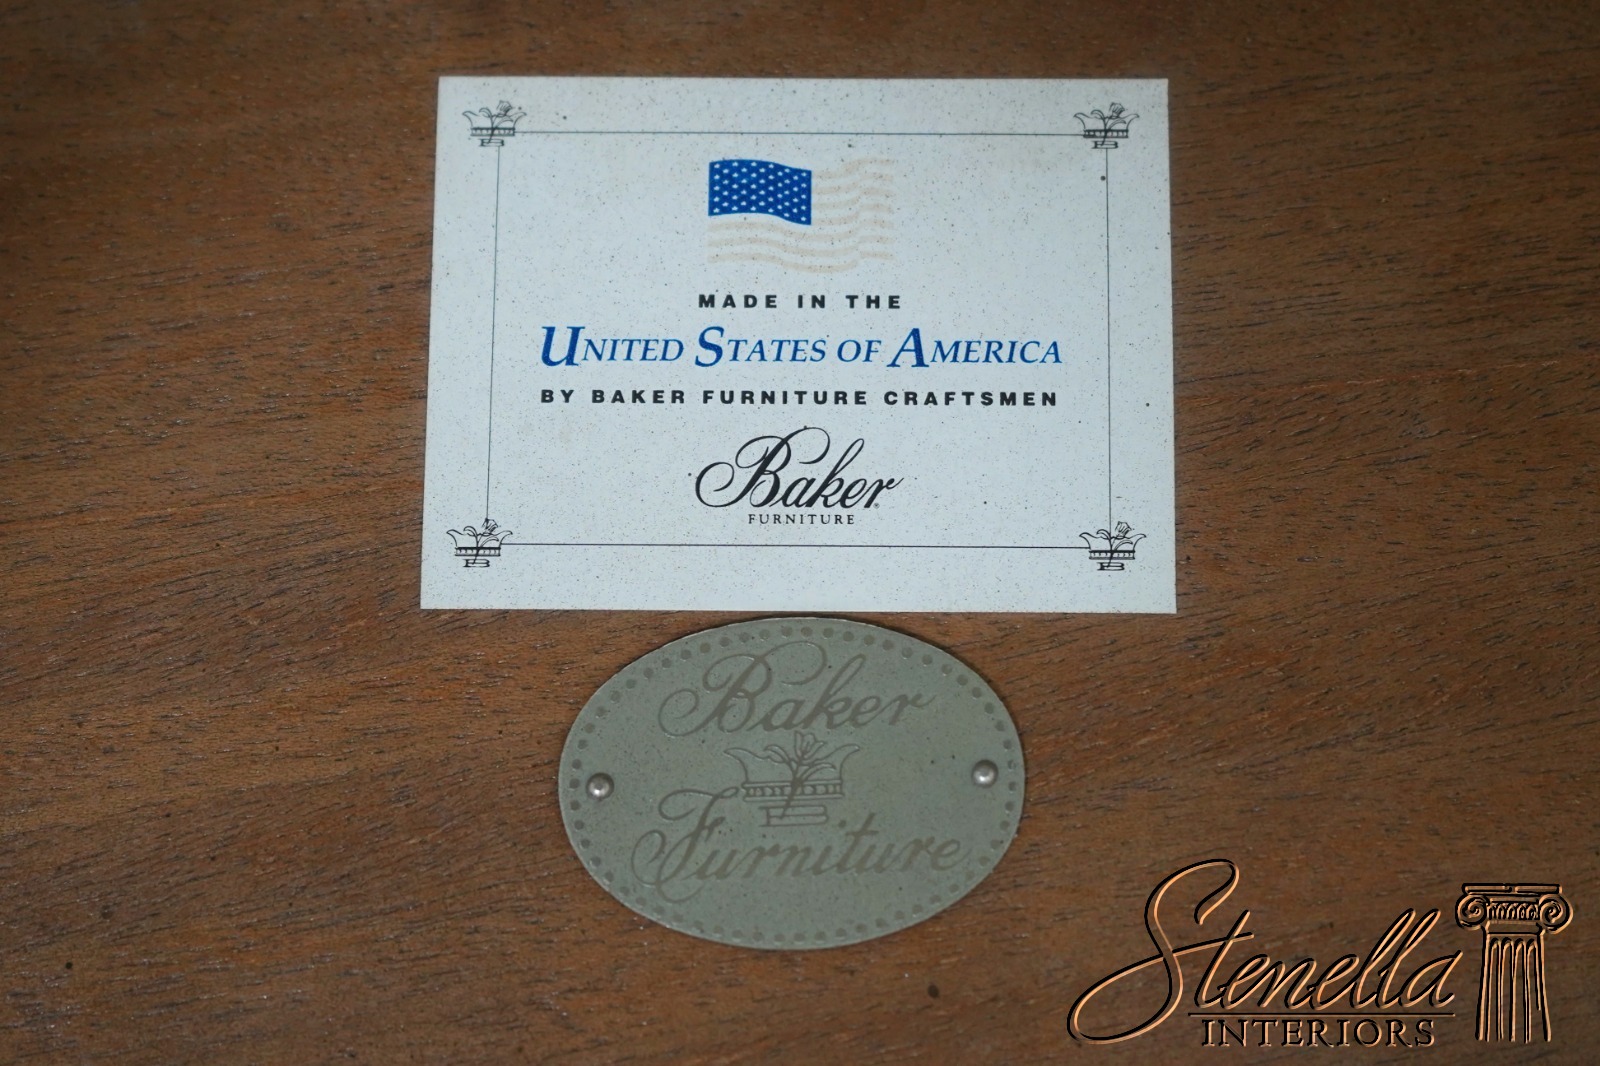 MADE IN THE
UNITED STATES OF AMERICA
BY BAKER FURNITURE CRAFTSMEN
Baker
FURNITURE
Baker
Furniture
Stenella
INTERIORS